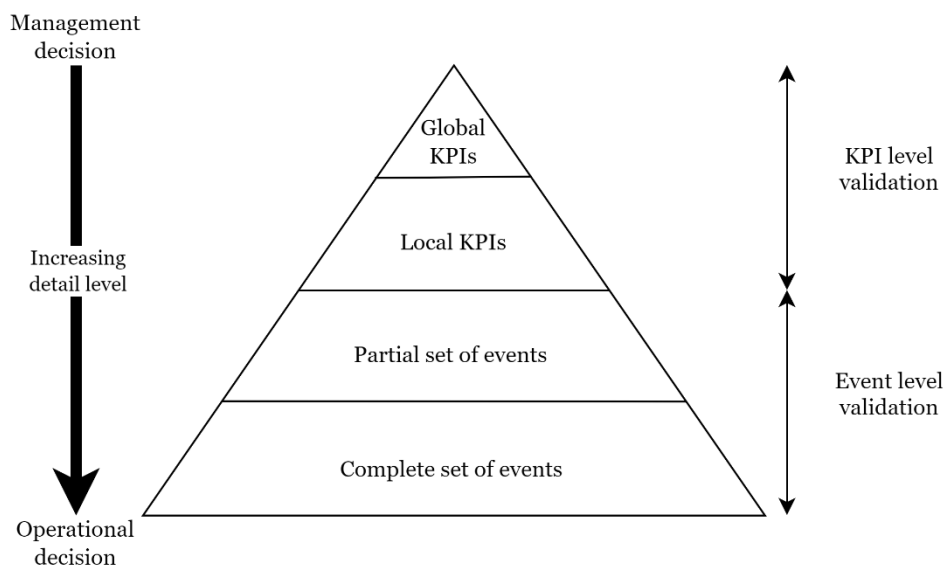 Management
decision
Global
KPIs
KPI level
validation
Local KPIs
Increasing
detail level
Partial set of events
Event level
validation
Complete set of events
Operational
decision